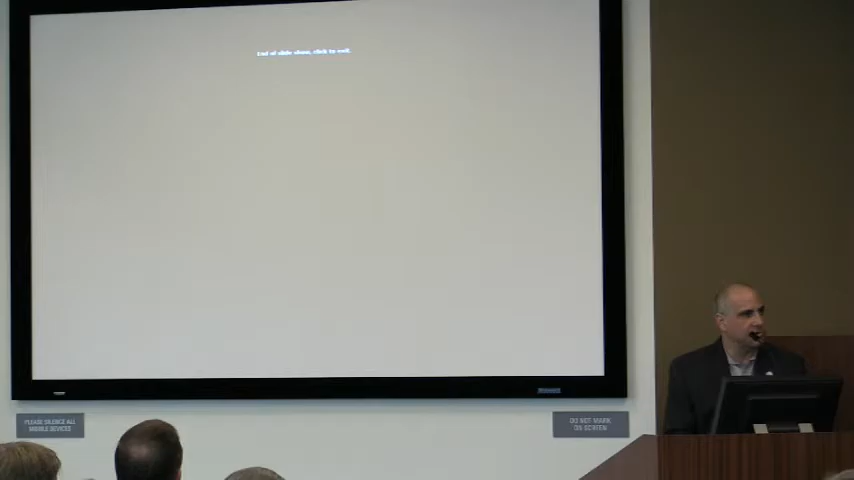 End of slide show, click to exit.
PLEASE SILENCE ALL
MOBILE DEVICES
DO NOT MARK
ON SCREEN